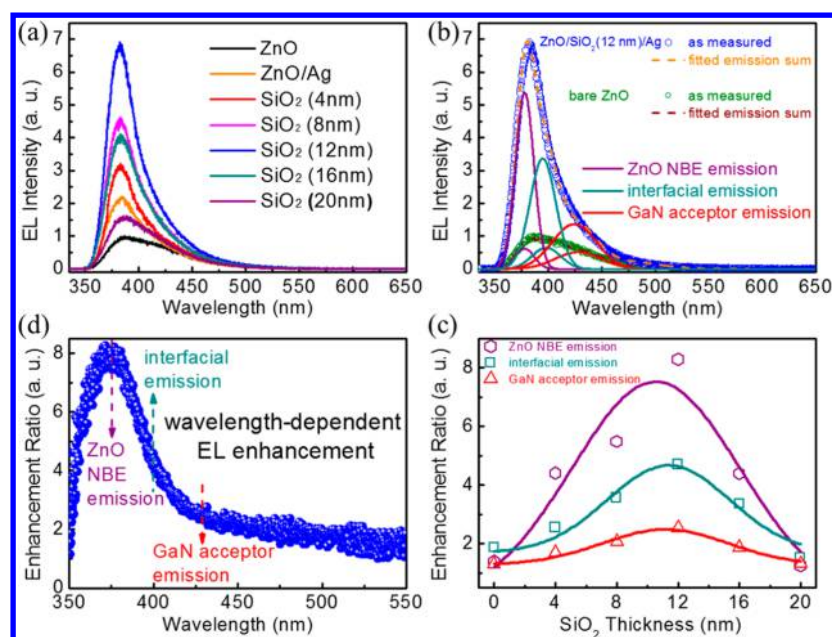 (a)
EL Intensity (a. u.)
7
6
5
4
3
2
1
0
ZnO
ZnO/Ag
SiO₂ (4nm)
SiO₂ (8nm)
SiO₂ (12nm)
SiO₂ (16nm)
SiO₂ (20nm)
350 400 450 500 550 600 650
Wavelength (nm)
(b)
EL Intensity (a. u.)
7
6
5
4
3
2
1
0
ZnO/SiO₂ (12 nm)/Ag as measured
fitted emission sum
bare ZnO as measured
fitted emission sum
ZnO NBE emission
interfacial emission
GaN acceptor emission
350 400 450 500 550 600 650
Wavelength (nm)
(d)
Enhancement Ratio (a. u.)
8
6
4
2
0
interfacial
emission
wavelength-dependent
EL enhancement
ZnO
NBE
emission
GaN acceptor
emission
350 400 450 500 550
Wavelength (nm)
(c)
Enhancement Ratio (a. u.)
8
6
4
2
ZnO NBE emission
interfacial emission
GaN acceptor emission
0 4 8 12 16 20
SiO₂ Thickness (nm)